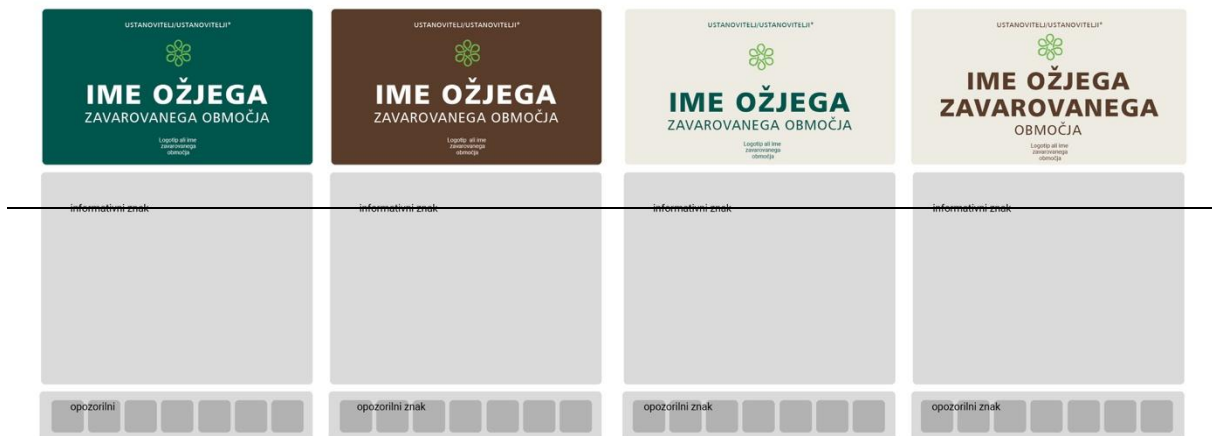 USTANOVITELJ/USTANOVITELJI*
IME OŽJEGA
ZAVAROVANEGA OBMOČJA
Logotip ali ime
zavarovanega
območja
informativni znak
opozorilni
USTANOVITELJ/USTANOVITELJI*
IME OŽJEGA
ZAVAROVANEGA OBMOČJA
Logotip ali ime
zavarovanega
območja
informativni znak
opozorilni znak
USTANOVITELJ/USTANOVITELJI*
IME OŽJEGA
ZAVAROVANEGA OBMOČJA
Logotip ali ime
zavarovanega
območja
informativni znak
opozorilni znak
USTANOVITELJ/USTANOVITELJI*
IME OŽJEGA
ZAVAROVANEGA
OBMOČJA
Logotip ali ime
zavarovanega
območja
informativni znak
opozorilni znak